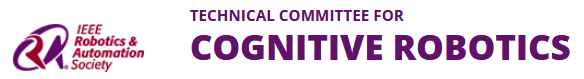 IEEE
Robotics &
Automation
Society®
TECHNICAL COMMITTEE FOR
COGNITIVE ROBOTICS